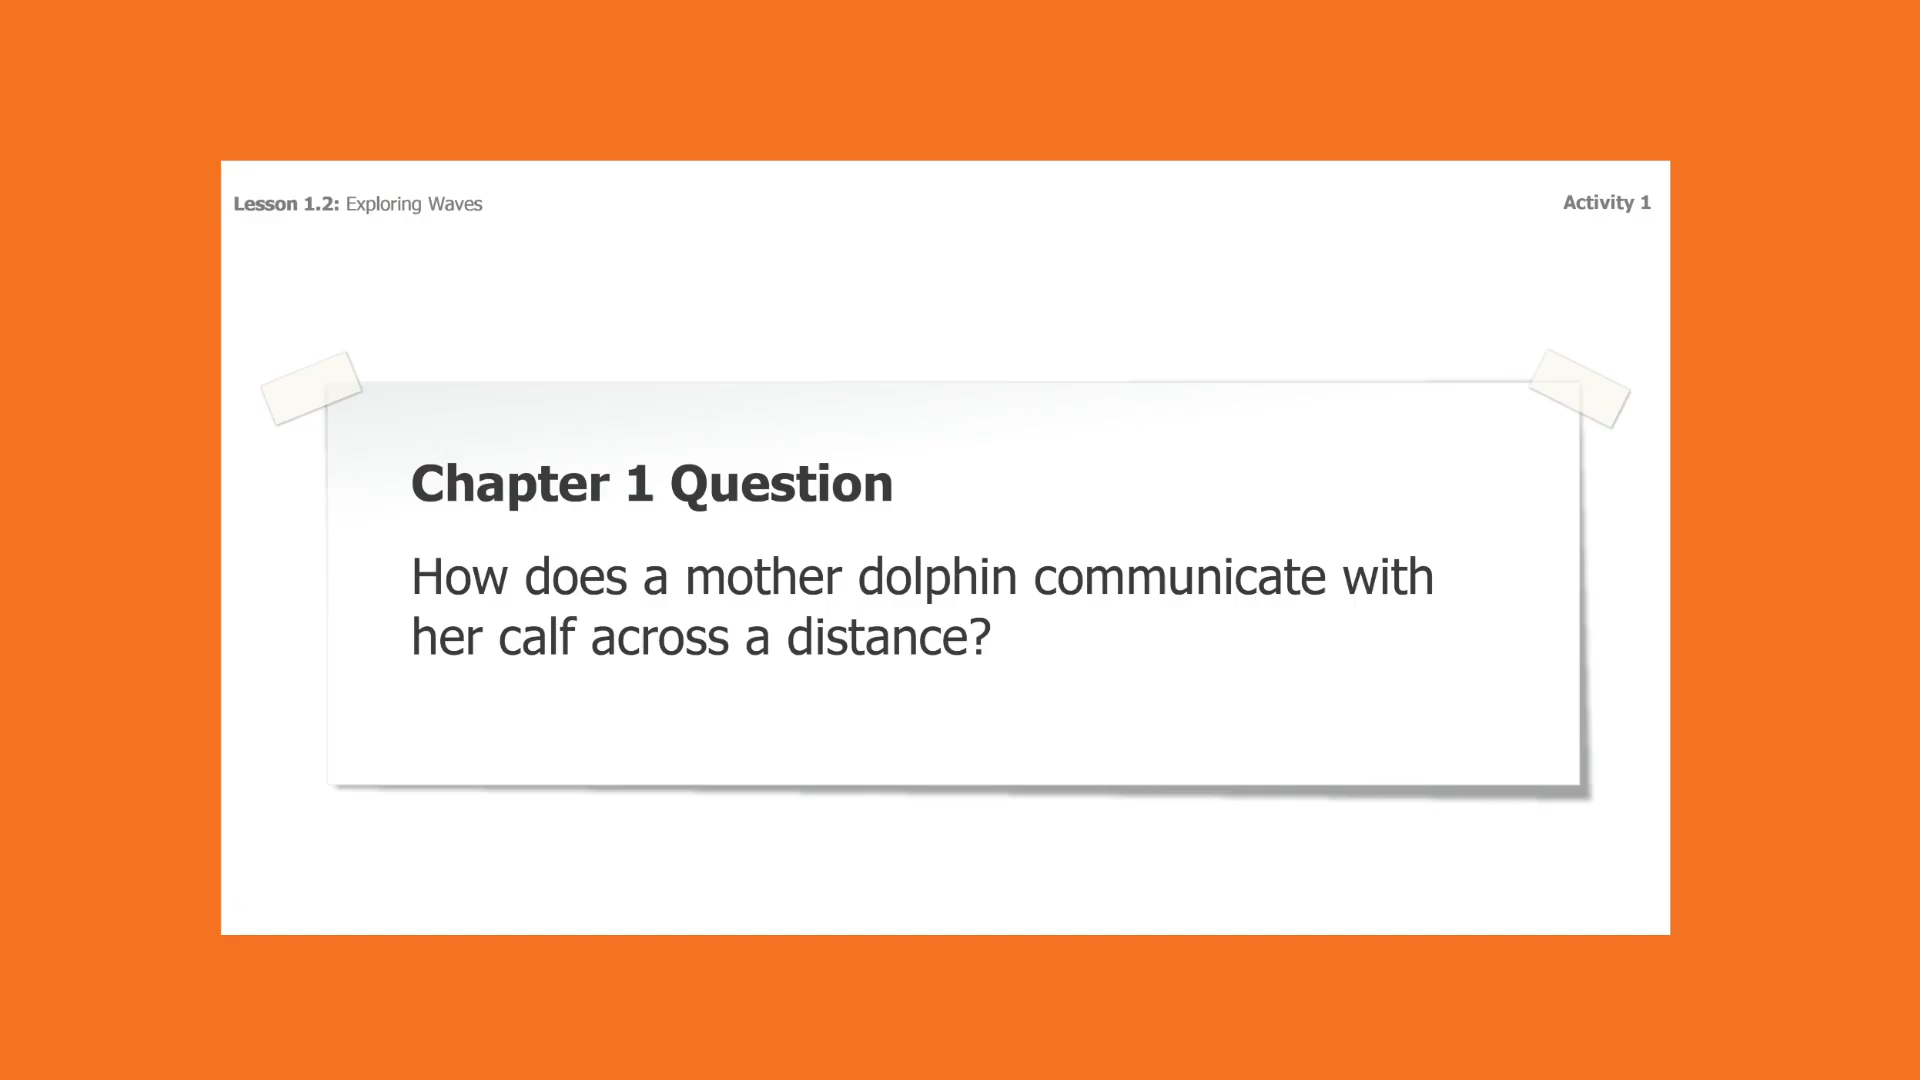 Lesson 1.2: Exploring Waves
Activity 1
Chapter 1 Question
How does a mother dolphin communicate with
her calf across a distance?